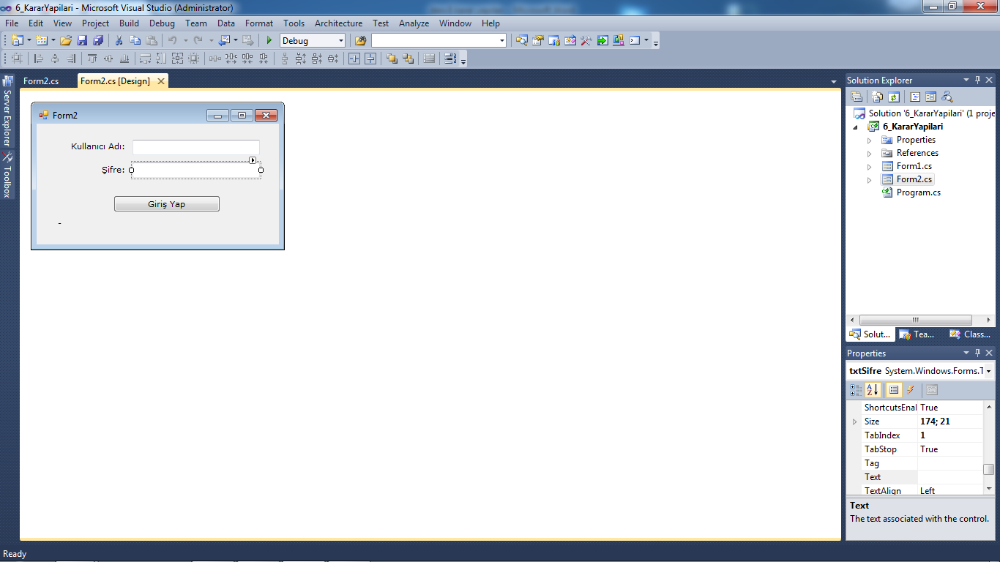 6_KararYapilari - Microsoft Visual Studio (Administrator)
File Edit View Project Build Debug Team Data Format Tools Architecture Test Analyze Window Help
Debug
Server Explorer
Toolbox
Form2.cs Form2.cs [Design]
Form2
Kullanıcı Adı:
Şifre:
Giriş Yap
-
Solution Explorer
Solution '6_KararYapilari' (1 proje
6_KararYapilari
Properties
References
Form1.cs
Form2.cs
Program.cs
Solut... Tea... Class...
Properties
txtSifre System.Windows.Forms.T
ShortcutsEnal True
Size 174; 21
TabIndex 1
TabStop True
Tag
Text
TextAlign Left
Text
The text associated with the control.
Ready